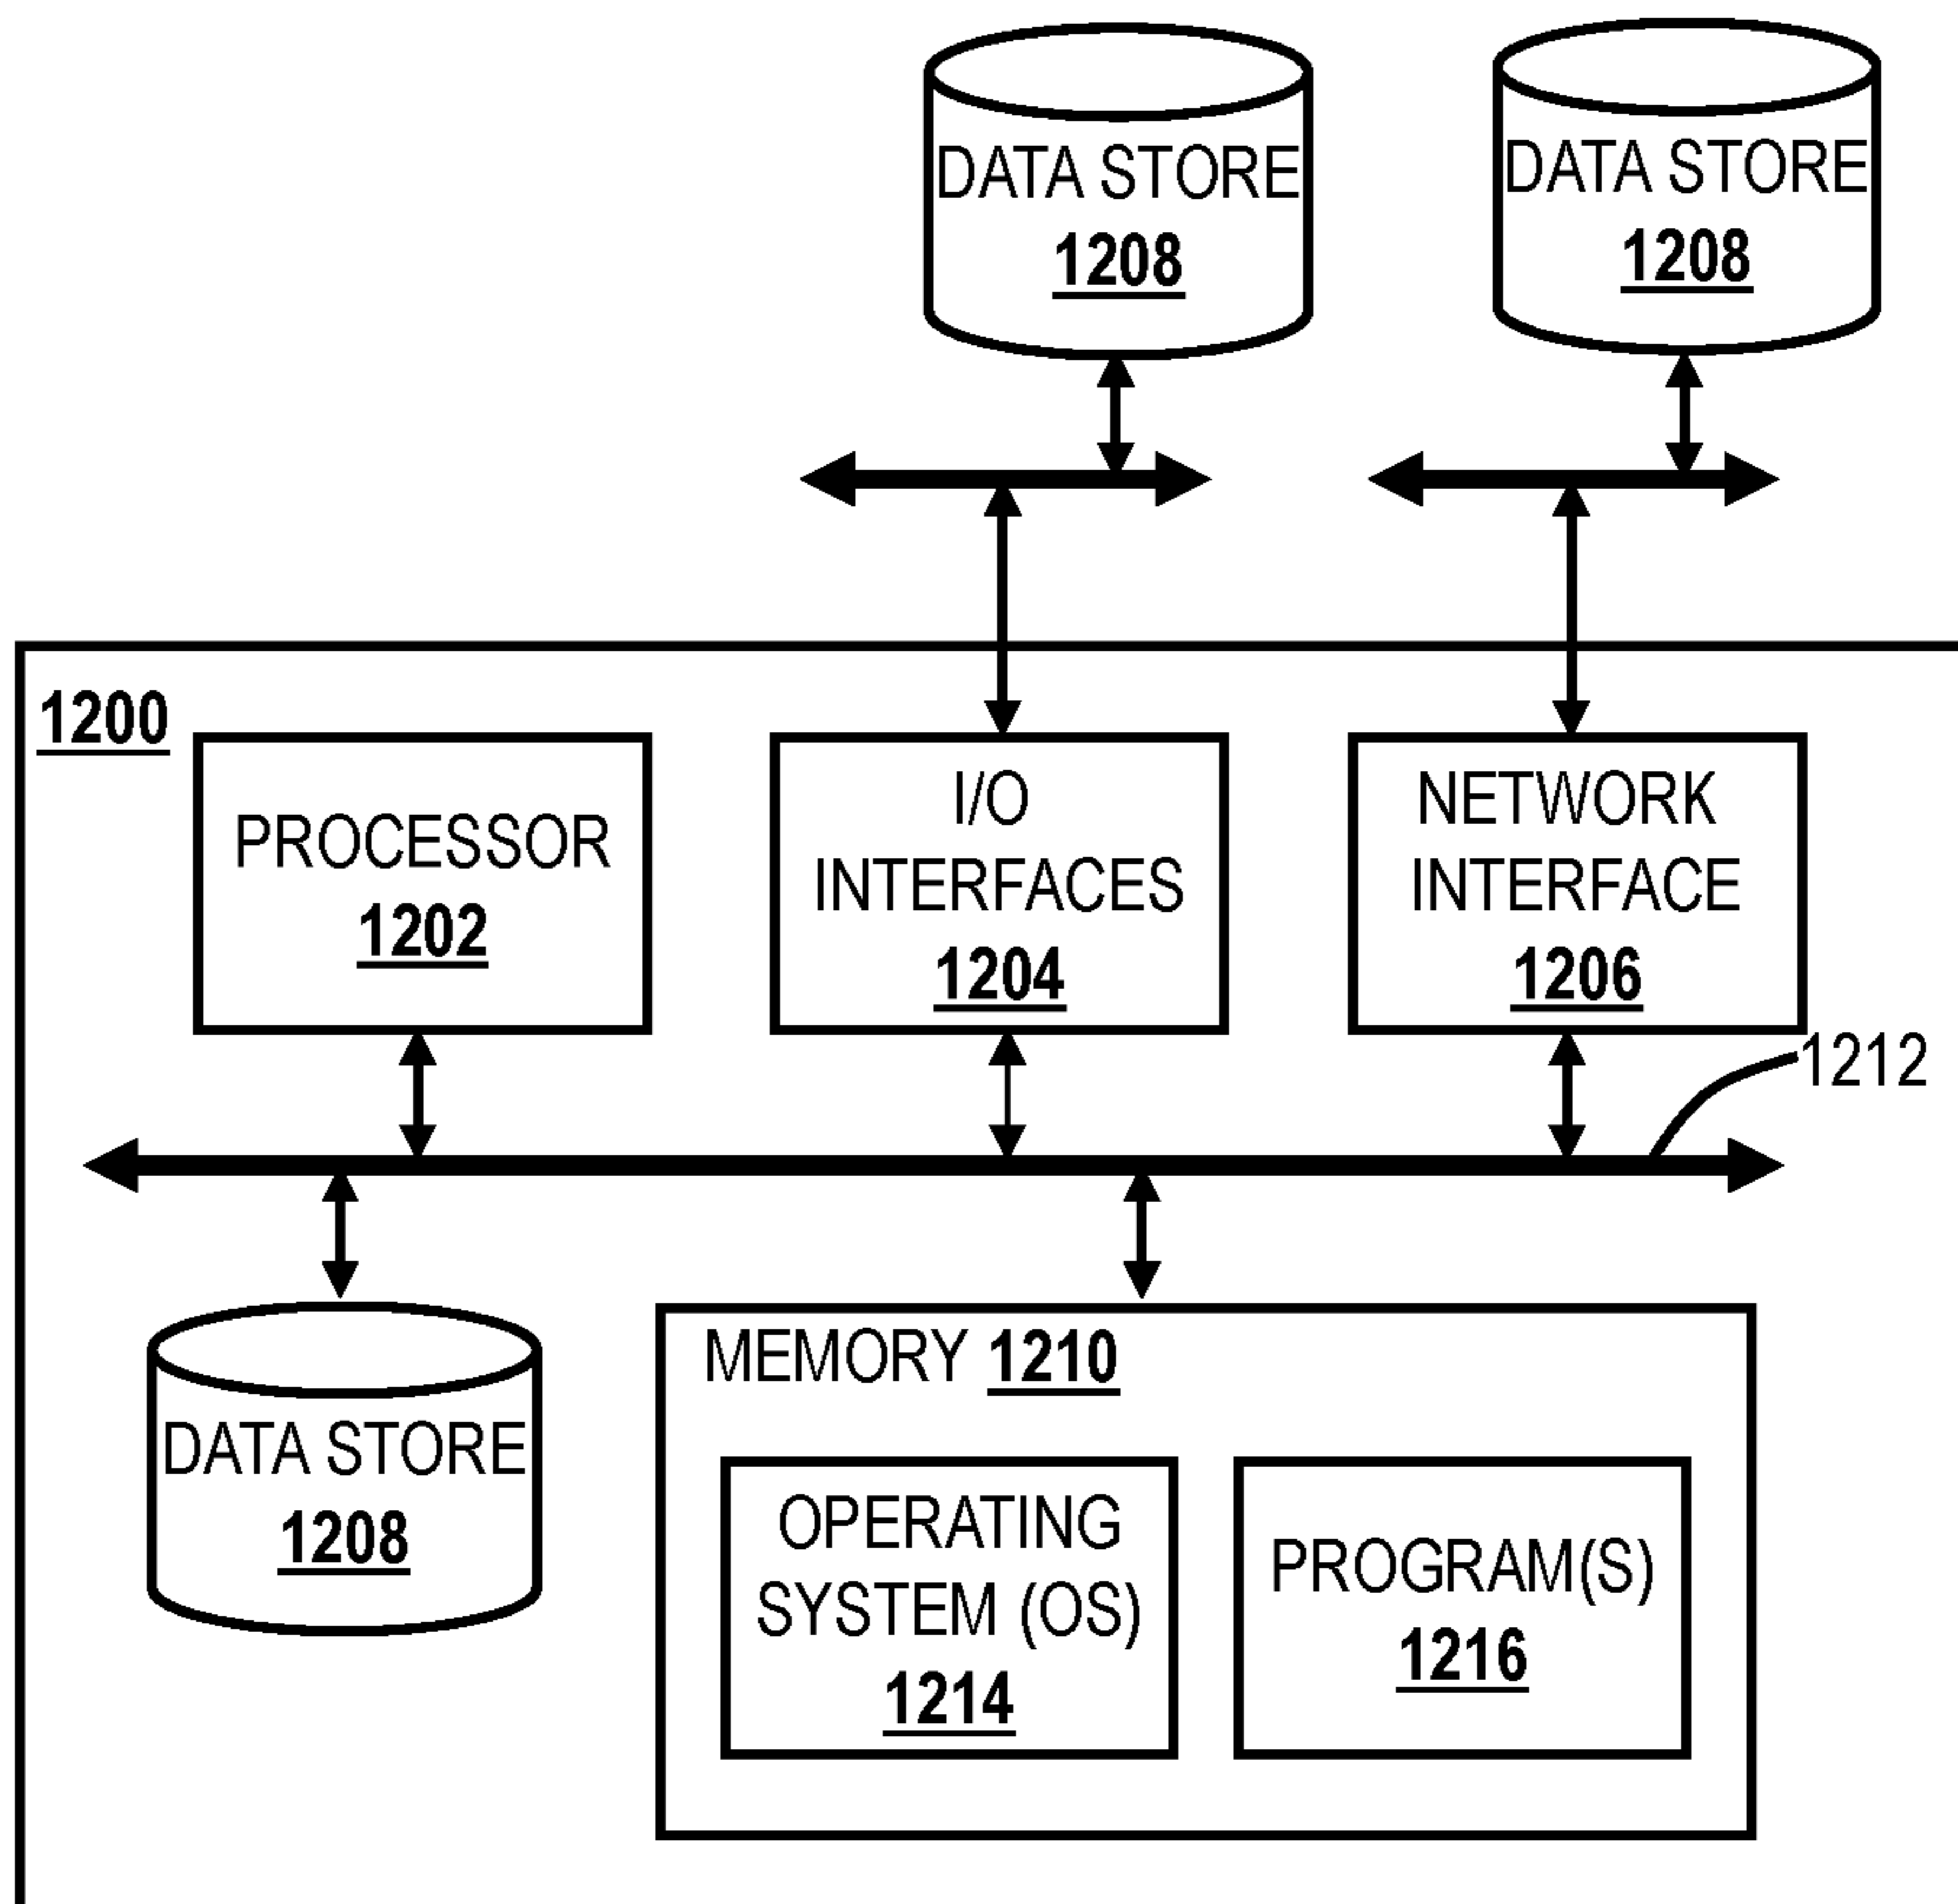 DATA STORE
1208
DATA STORE
1208
1200
PROCESSOR
1202
I/O
INTERFACES
1204
NETWORK
INTERFACE
1206
1212
DATA STORE
1208
MEMORY 1210
OPERATING
SYSTEM (OS)
1214
PROGRAM(S)
1216